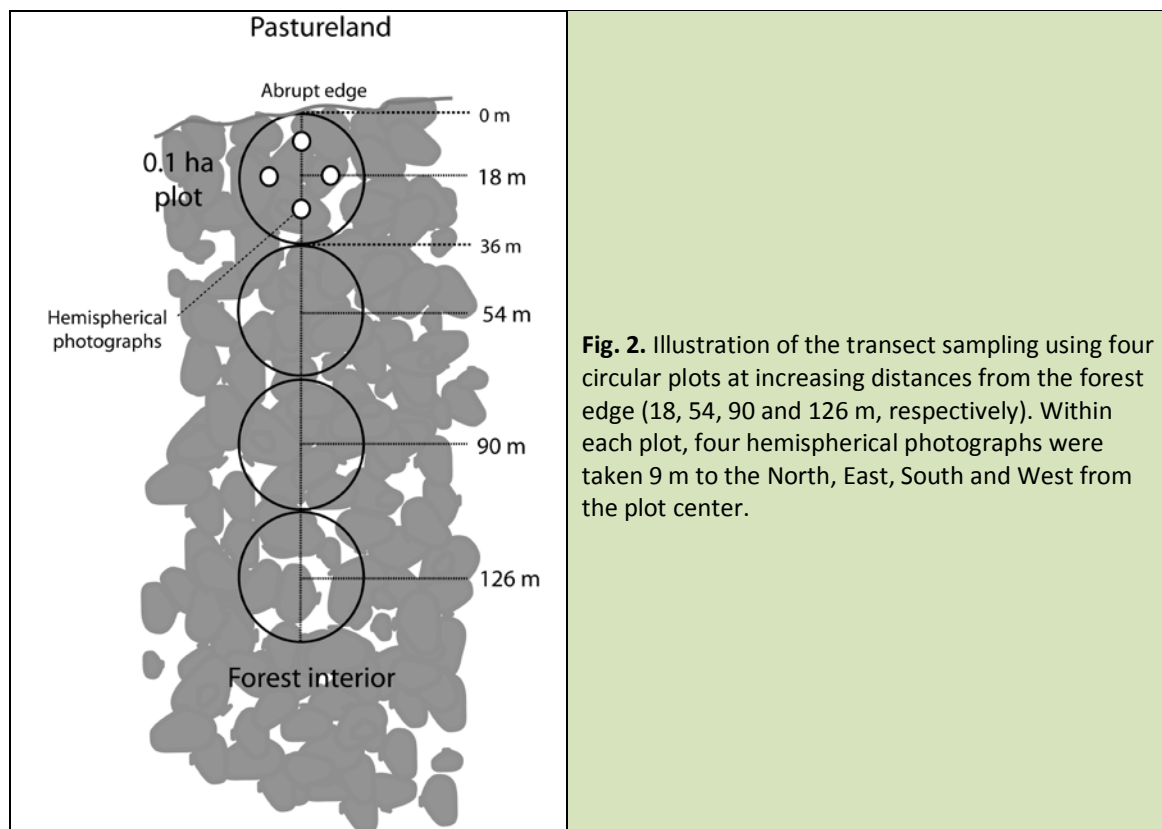 Pastureland
Abrupt edge
0 m
0.1 ha
plot
18 m
36 m
Hemispherical
photographs
54 m
90 m
126 m
Forest interior
Fig. 2. Illustration of the transect sampling using four
circular plots at increasing distances from the forest
edge (18, 54, 90 and 126 m, respectively). Within
each plot, four hemispherical photographs were
taken 9 m to the North, East, South and West from
the plot center.